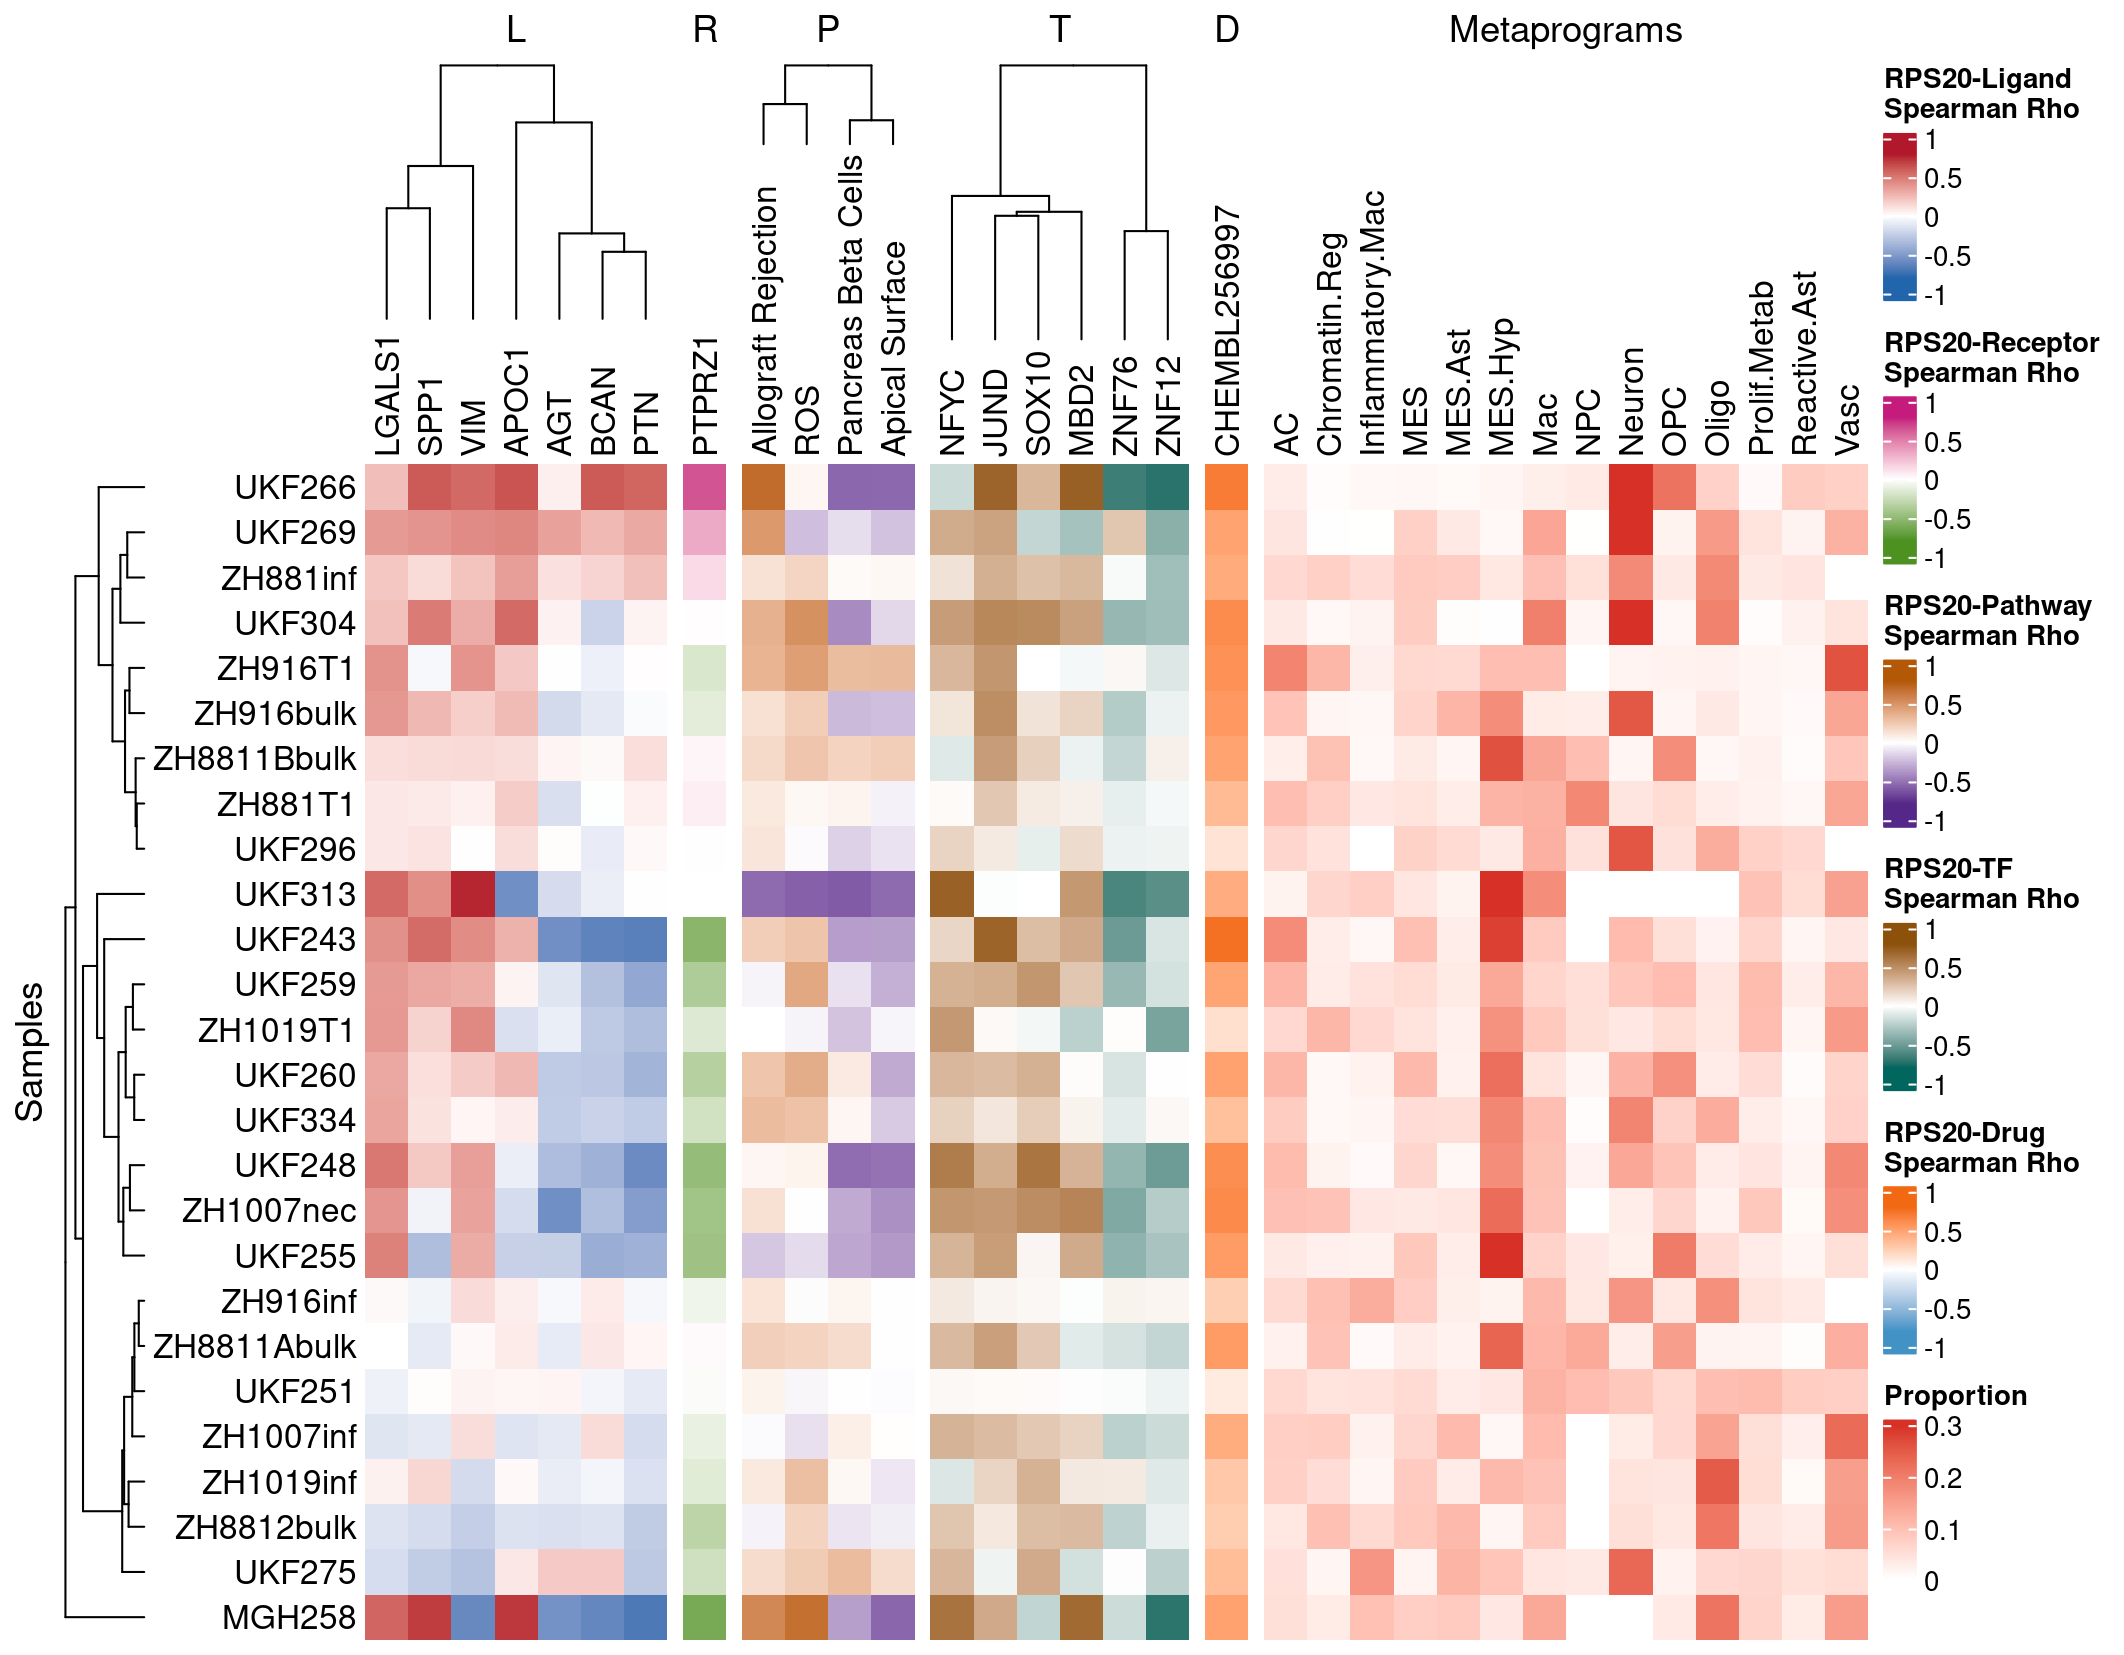 L R P T D Metaprograms
LGALS1
SPP1
VIM
APOC1
AGT
BCAN
PTN
PTPRZ1
Allograft Rejection
ROS
Pancreas Beta Cells
Apical Surface
NFYC
JUND
SOX10
MBD2
ZNF76
ZNF12
CHEMBL256997
AC
Chromatin.Reg
Inflammatory.Mac
MES
MES.Ast
MES.Hyp
Mac
NPC
Neuron
OPC
Oligo
Prolif.Metab
Reactive.Ast
Vasc
Samples
UKF266
UKF269
ZH881inf
UKF304
ZH916T1
ZH916bulk
ZH8811Bbulk
ZH881T1
UKF296
UKF313
UKF243
UKF259
ZH1019T1
UKF260
UKF334
UKF248
ZH1007nec
UKF255
ZH916inf
ZH8811Abulk
UKF251
ZH1007inf
ZH1019inf
ZH8812bulk
UKF275
MGH258
RPS20-Ligand
Spearman Rho
1
0.5
0
-0.5
-1
RPS20-Receptor
Spearman Rho
1
0.5
0
-0.5
-1
RPS20-Pathway
Spearman Rho
1
0.5
0
-0.5
-1
RPS20-TF
Spearman Rho
1
0.5
0
-0.5
-1
RPS20-Drug
Spearman Rho
1
0.5
0
-0.5
-1
Proportion
0.3
0.2
0.1
0